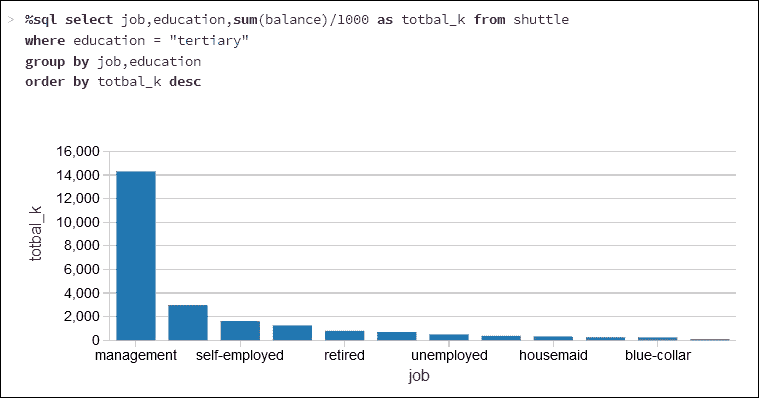 > %sql select job,education,sum(balance)/1000 as totbal_k from shuttle
where education = "tertiary"
group by job,education
order by totbal_k desc
16,000
14,000
12,000
10,000
8,000
6,000
4,000
2,000
0
totbal_k
management self-employed retired unemployed housemaid blue-collar
job